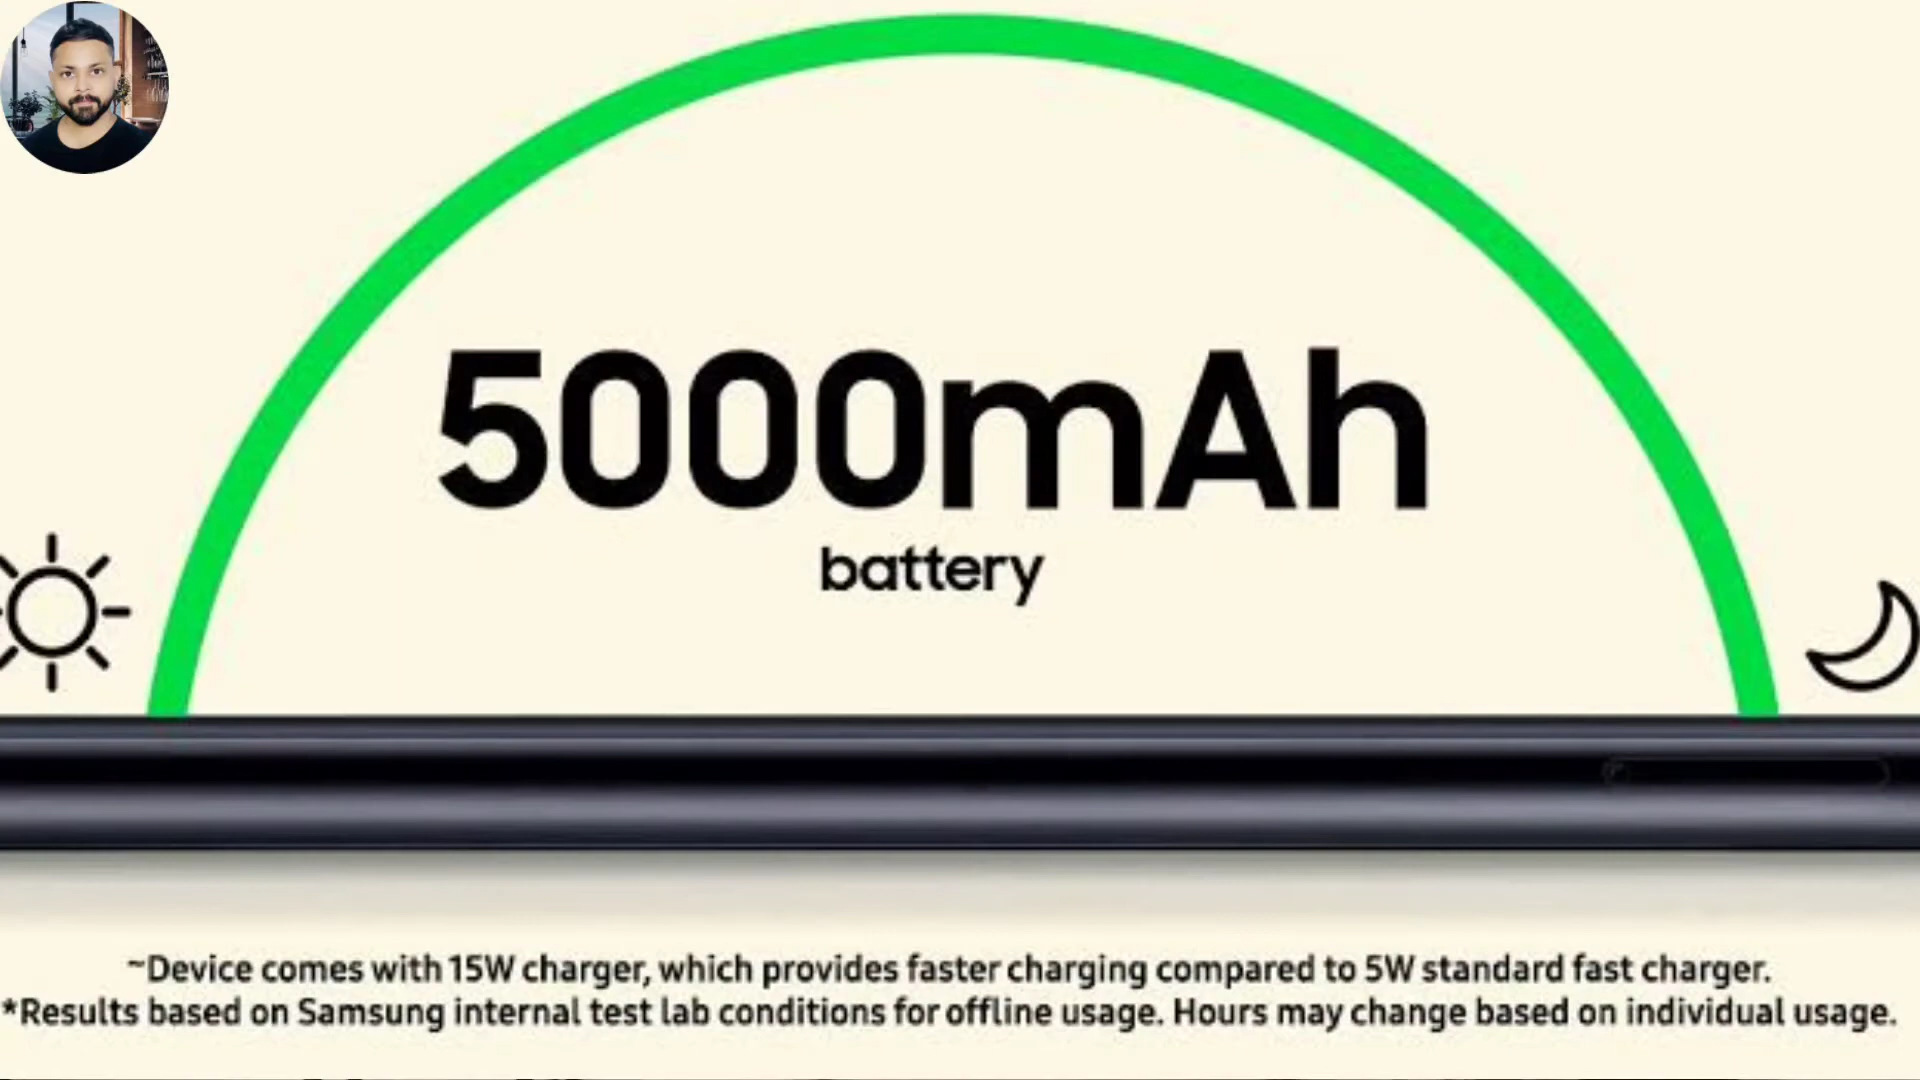 5000mAh
battery
~Device comes with 15W charger, which provides faster charging compared to 5W standard fast charger.
*Results based on Samsung internal test lab conditions for offline usage. Hours may change based on individual usage.